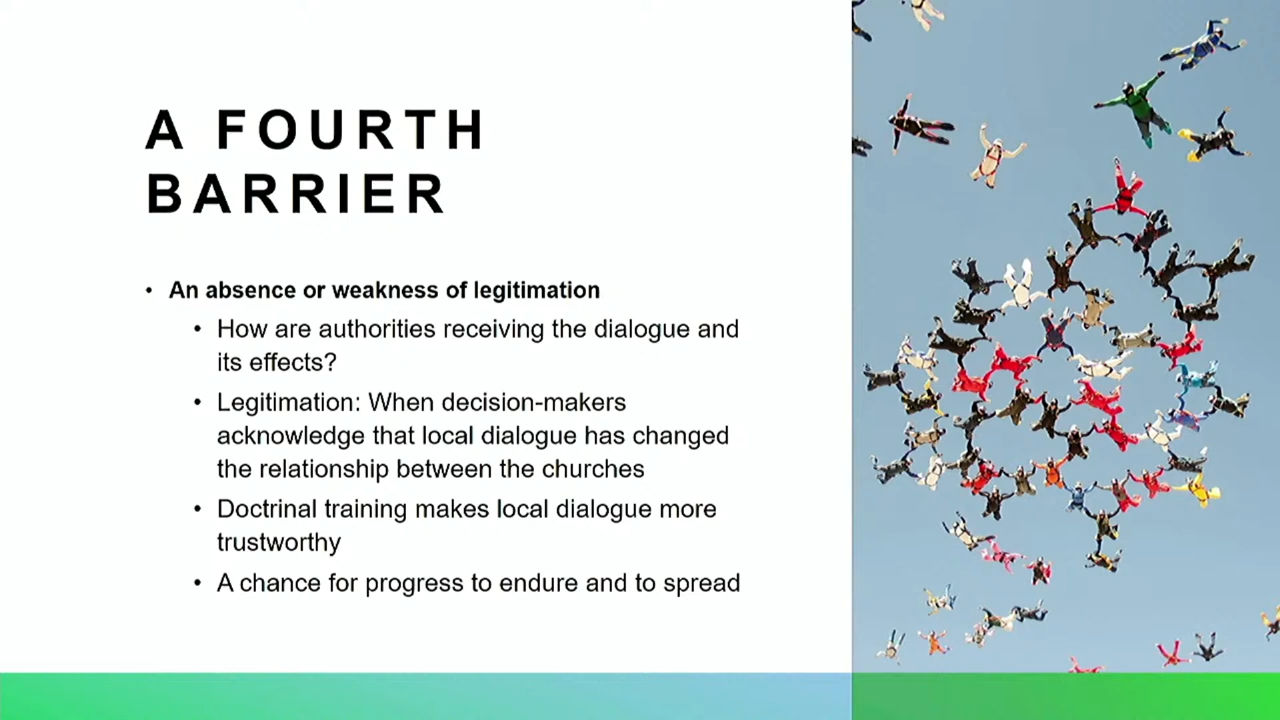 A FOURTH
BARRIER
• An absence or weakness of legitimation
• How are authorities receiving the dialogue and
its effects?
• Legitimation: When decision-makers
acknowledge that local dialogue has changed
the relationship between the churches
• Doctrinal training makes local dialogue more
trustworthy
• A chance for progress to endure and to spread